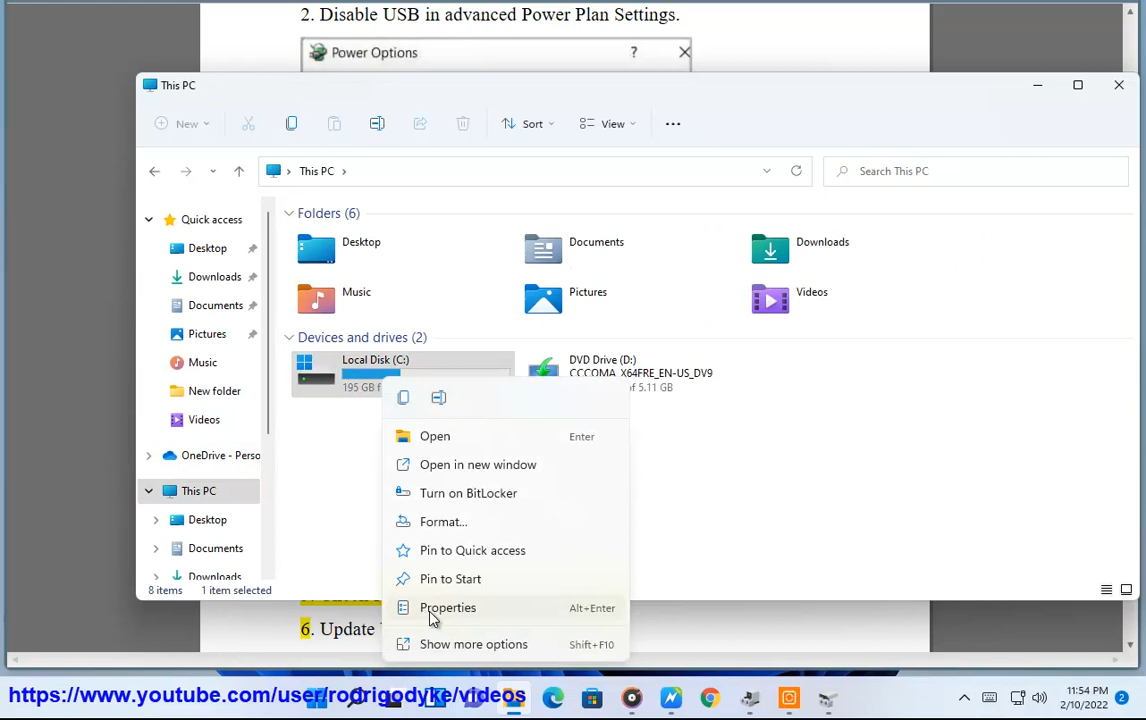 2. Disable USB in advanced Power Plan Settings.
Power Options ? ×
This PC
New Sort View ...
This PC > Search This PC
Quick access
Desktop
Downloads
Documents
Pictures
Music
New folder
Videos
OneDrive - Perso
This PC
Desktop
Documents
Downloads
Folders (6)
Desktop Documents Downloads
Music Pictures Videos
Devices and drives (2)
Local Disk (C:)
195 GB f
DVD Drive (D:)
CCCOMA_X64FRE_EN-US_DV9
of 5.11 GB
Open Enter
Open in new window
Turn on BitLocker
Format...
Pin to Quick access
Pin to Start
Properties Alt+Enter
Show more options Shift+F10
8 items 1 item selected
6. Update
https://www.youtube.com/user/rodrigodyke/videos
11:54 PM
2/10/2022
2